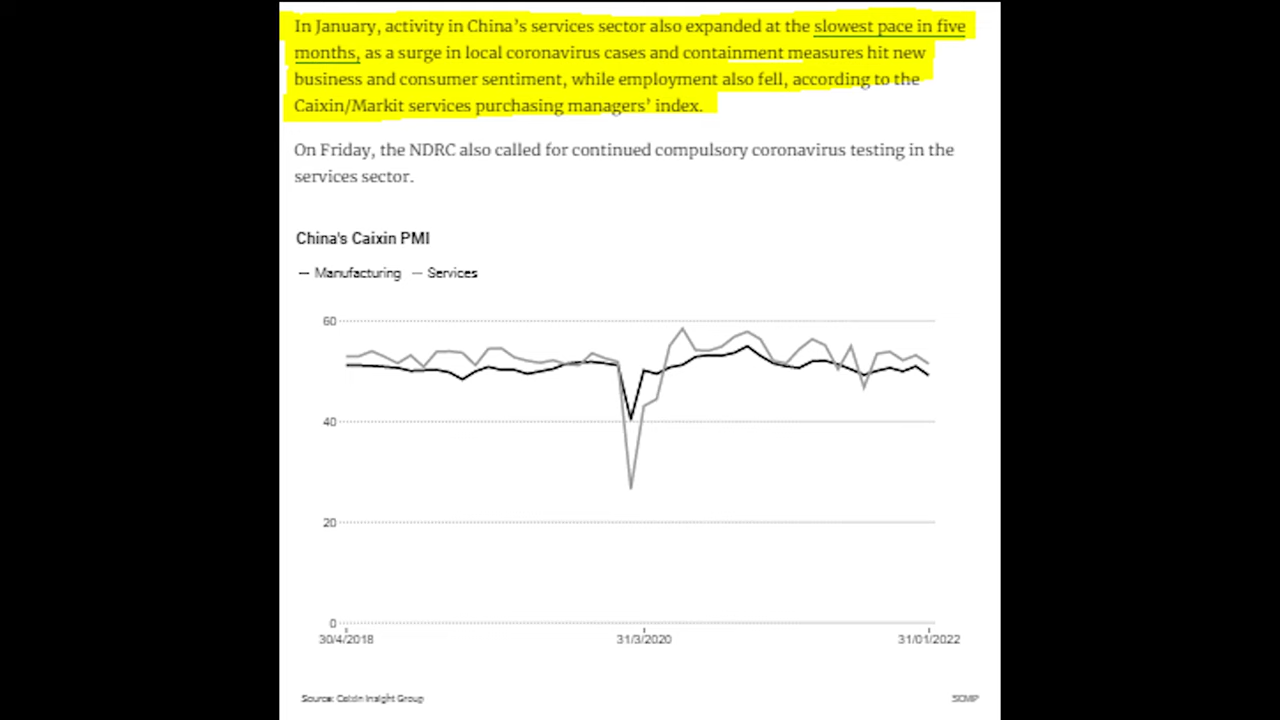 In January, activity in China's services sector also expanded at the slowest pace in five
months, as a surge in local coronavirus cases and containment measures hit new
business and consumer sentiment, while employment also fell, according to the
Caixin/Markit services purchasing managers' index.
On Friday, the NDRC also called for continued compulsory coronavirus testing in the
services sector.
China's Caixin PMI
Manufacturing Services
60
40
20
0
30/4/2018 31/3/2020 31/01/2022
Source: Caixin Insight Group SCMP